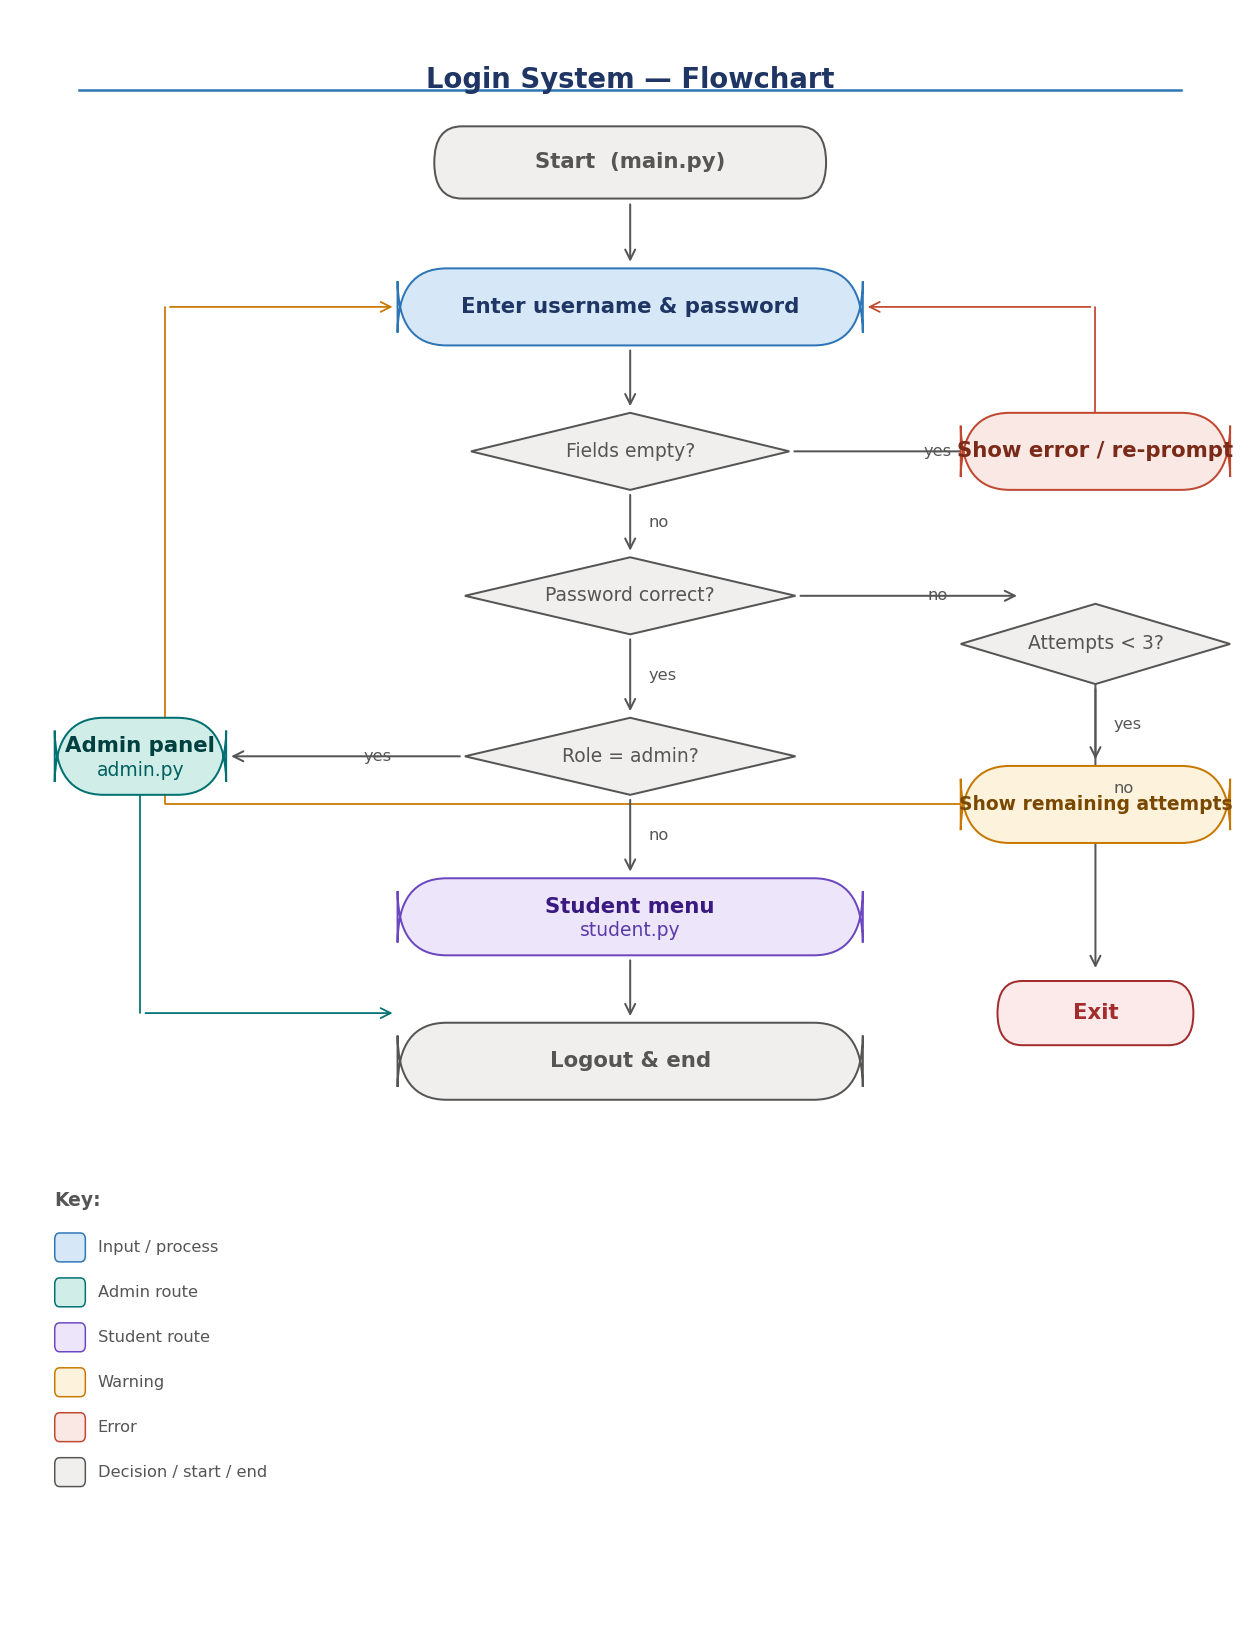 Login System — Flowchart
Start  (main.py)
Enter username & password
Fields empty?
yes
Show error / re-prompt
no
Password correct?
no
Attempts < 3?
yes
yes
Admin panel
admin.py
yes
Role = admin?
no
Show remaining attempts
no
Student menu
student.py
Exit
Logout & end
Key:
Input / process
Admin route
Student route
Warning
Error
Decision / start / end